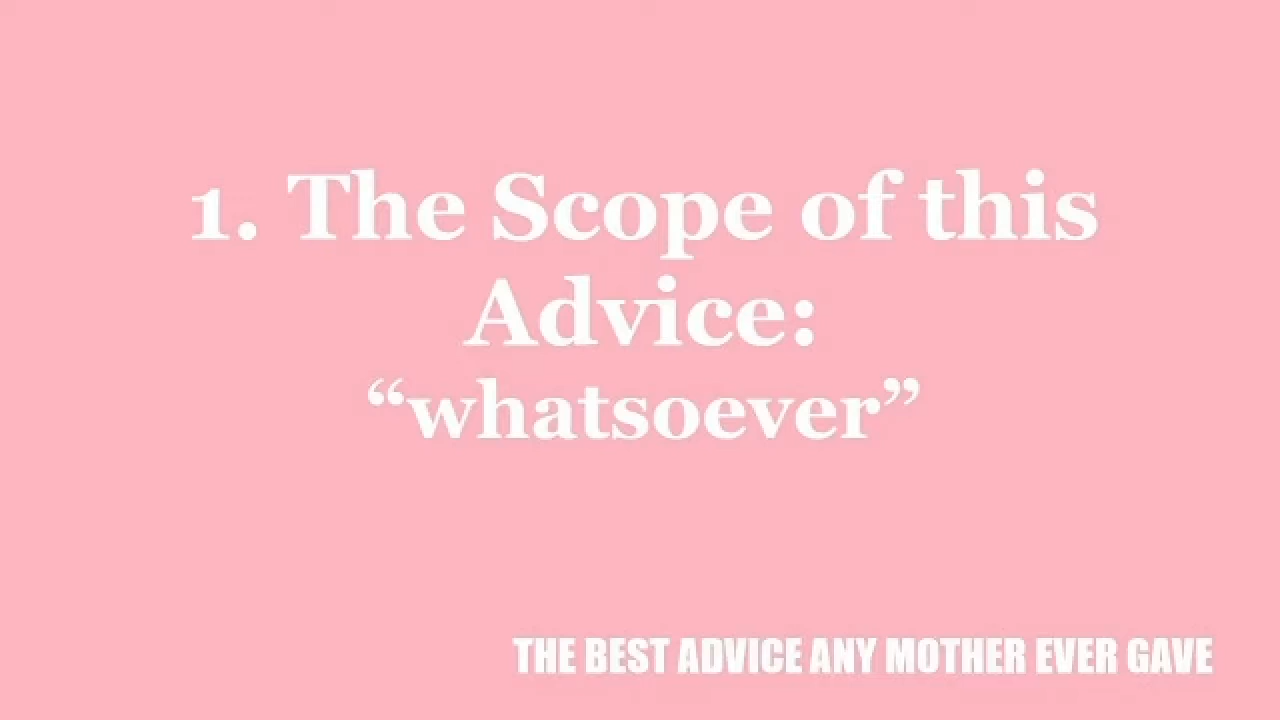 1. The Scope of this
Advice:
“whatsoever”
THE BEST ADVICE ANY MOTHER EVER GAVE